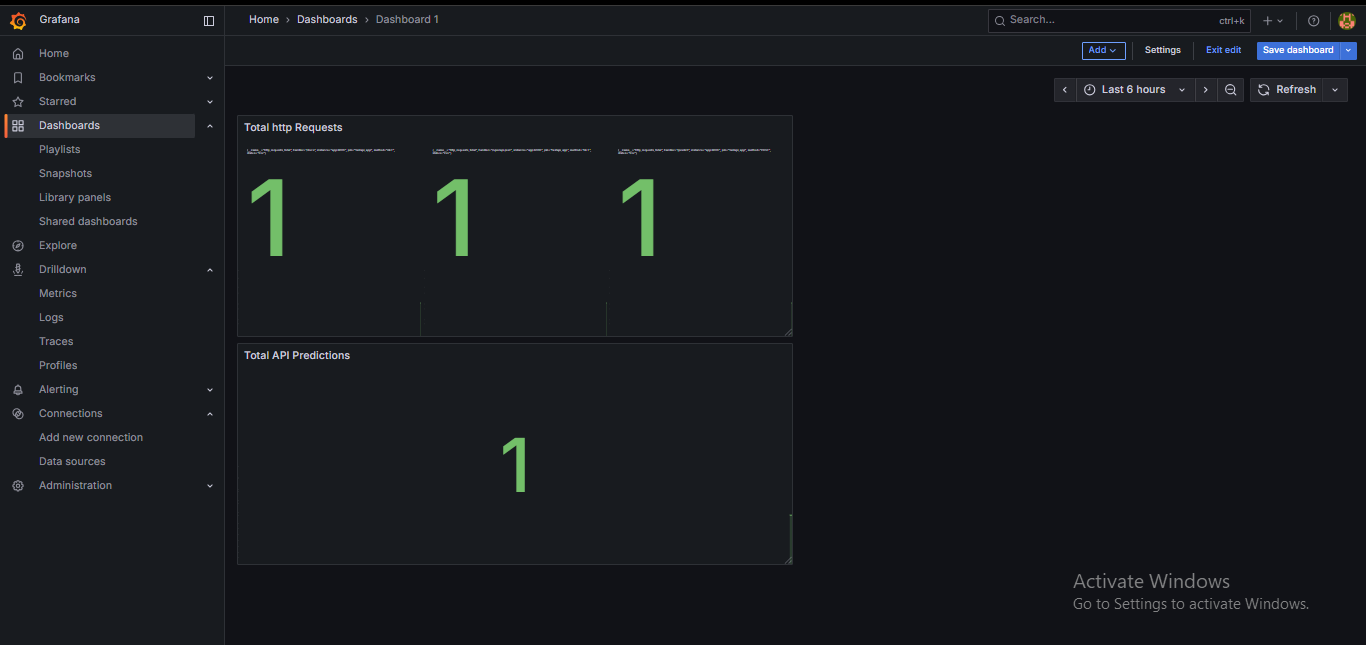 Grafana
Home › Dashboards › Dashboard 1
Search...
ctrl+k
Add
Settings
Exit edit
Save dashboard
Home
Bookmarks
Starred
Dashboards
Playlists
Snapshots
Library panels
Shared dashboards
Explore
Drilldown
Metrics
Logs
Traces
Profiles
Alerting
Connections
Add new connection
Data sources
Administration
Last 6 hours
Refresh
Total http Requests
1 1 1
Total API Predictions
1
Activate Windows
Go to Settings to activate Windows.